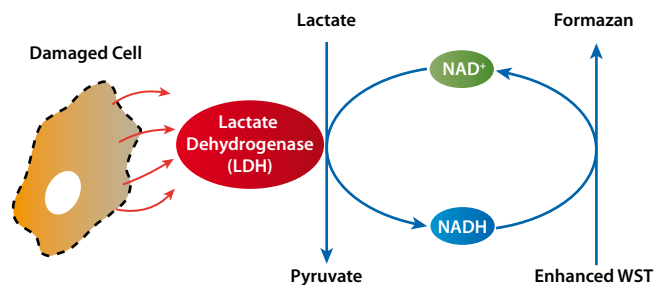 Lactate
Formazan
Damaged Cell
NAD⁺
Lactate
Dehydrogenase
(LDH)
NADH
Pyruvate
Enhanced WST